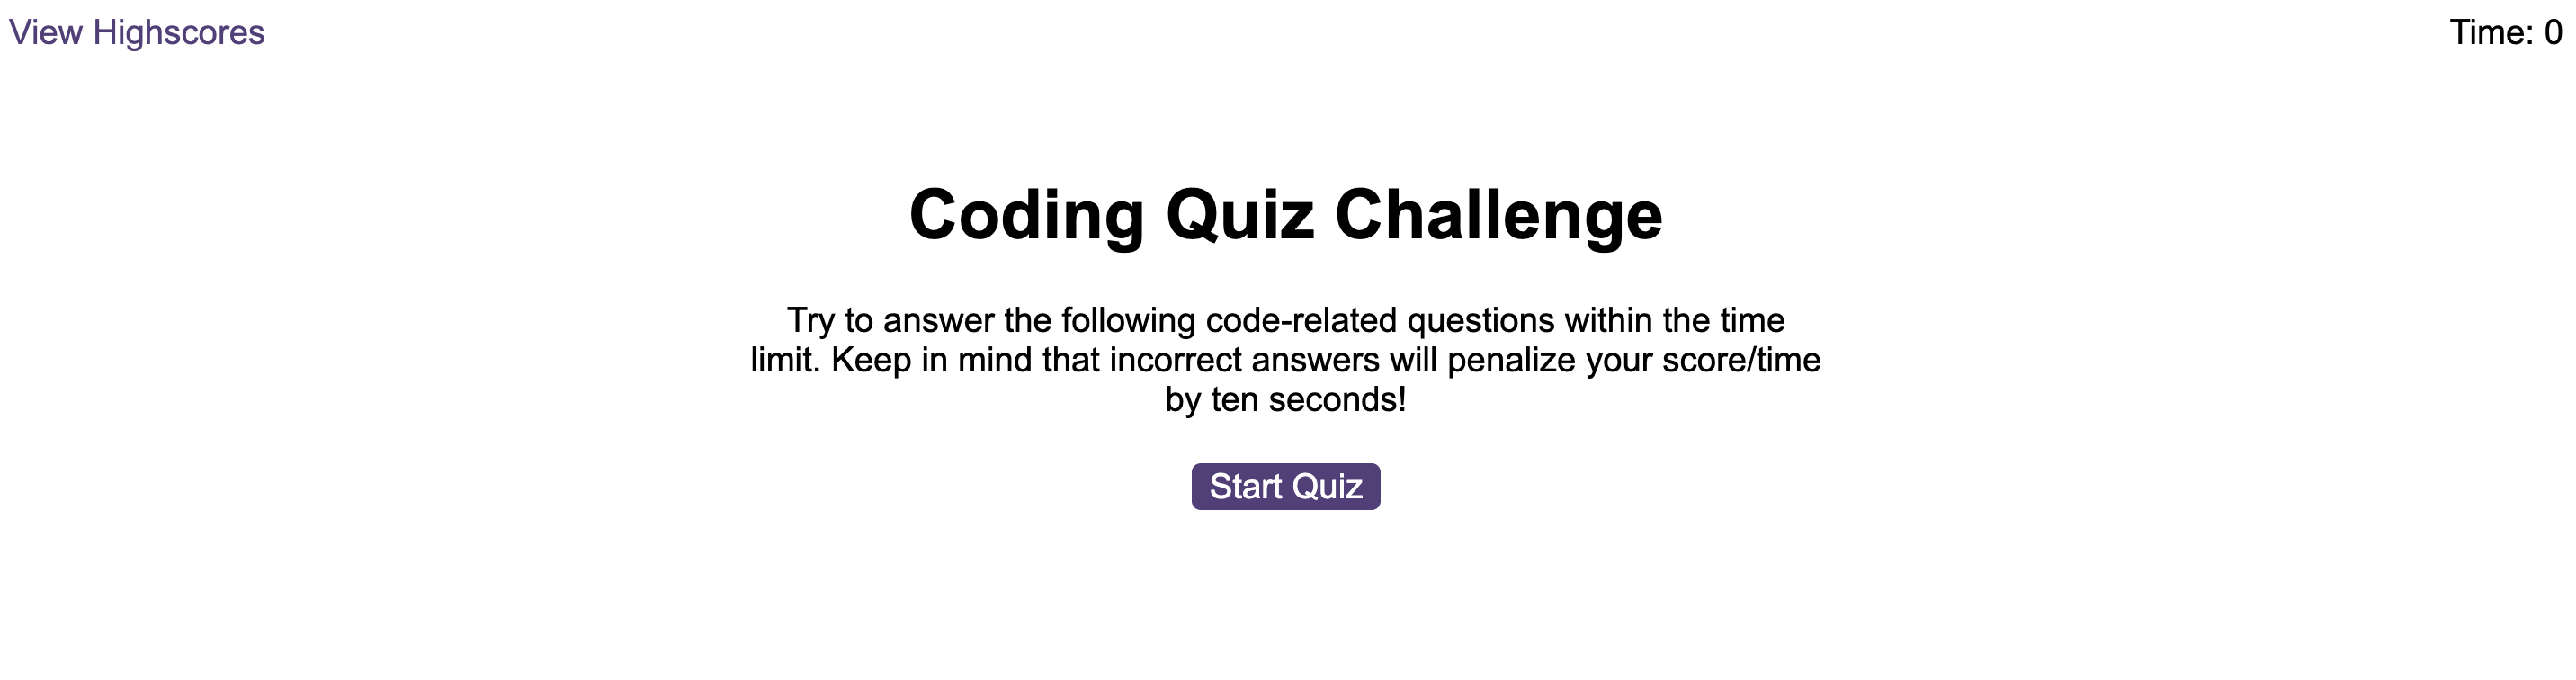 View Highscores
Time: 0
Coding Quiz Challenge
Try to answer the following code-related questions within the time
limit. Keep in mind that incorrect answers will penalize your score/time
by ten seconds!
Start Quiz